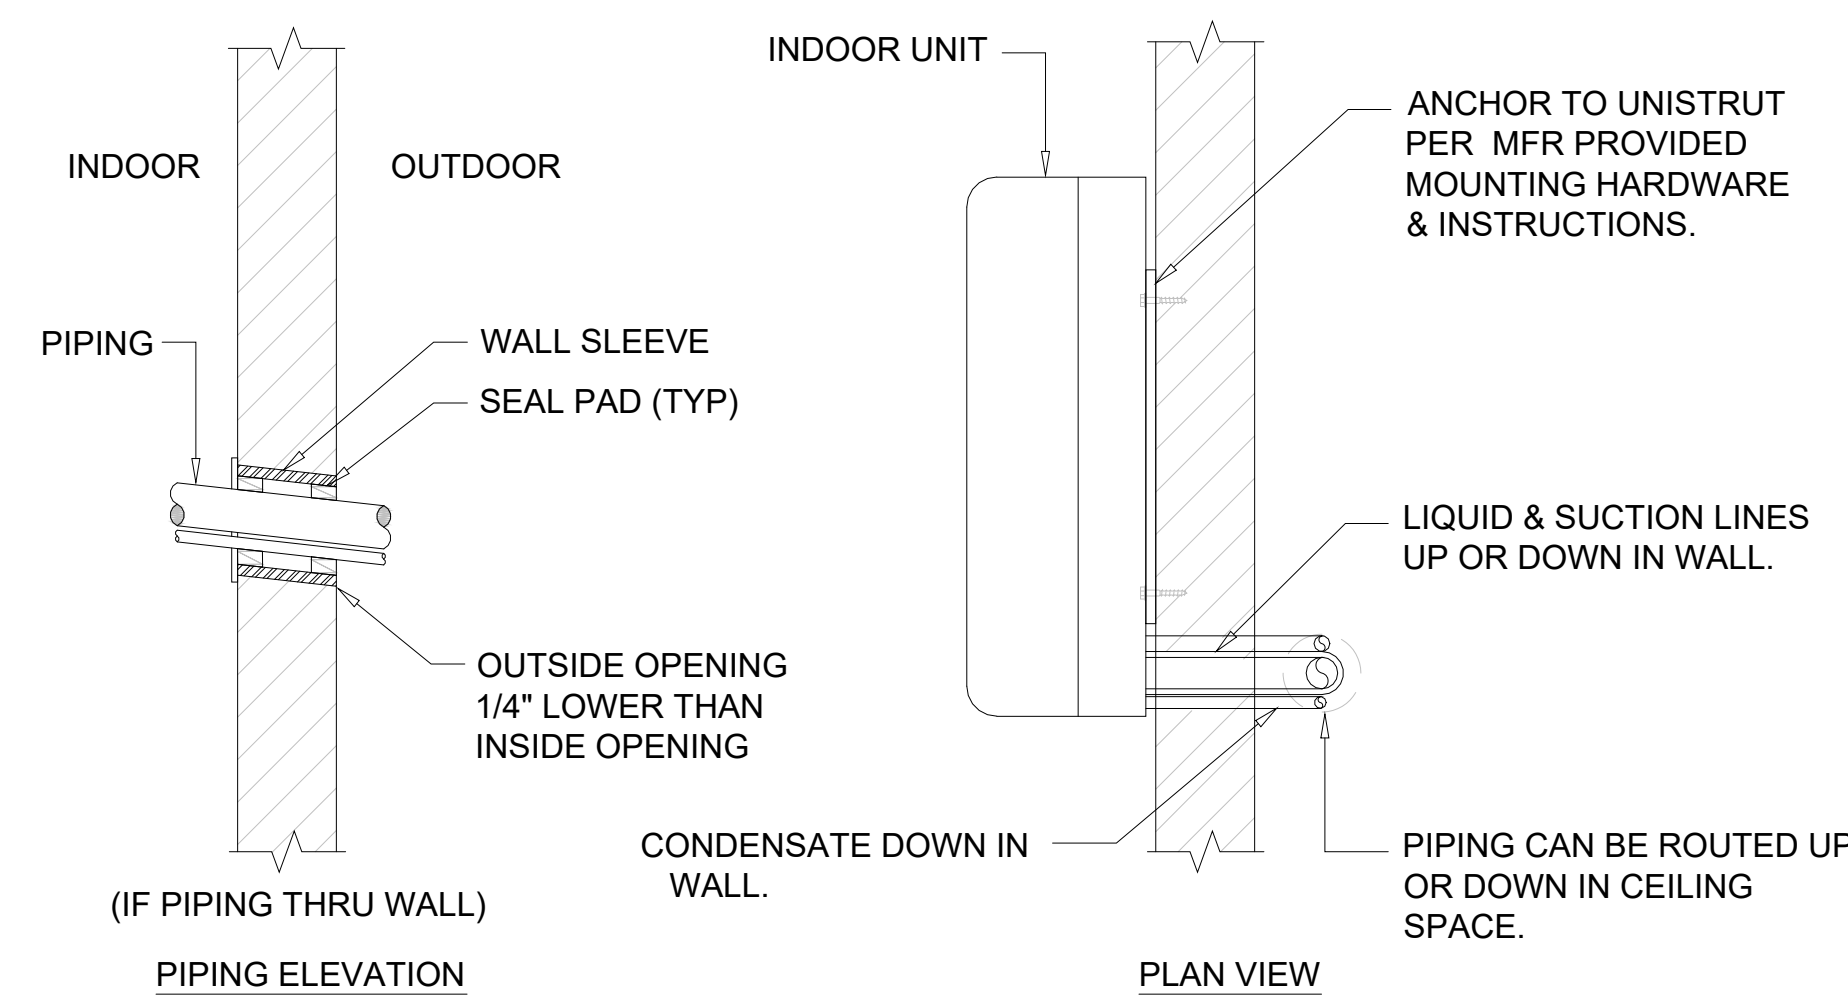 INDOOR
OUTDOOR
PIPING
WALL SLEEVE
SEAL PAD (TYP)
OUTSIDE OPENING
1/4" LOWER THAN
INSIDE OPENING
(IF PIPING THRU WALL)
PIPING ELEVATION
INDOOR UNIT
ANCHOR TO UNISTRUT
PER MFR PROVIDED
MOUNTING HARDWARE
& INSTRUCTIONS.
LIQUID & SUCTION LINES
UP OR DOWN IN WALL.
CONDENSATE DOWN IN
WALL.
PIPING CAN BE ROUTED UP
OR DOWN IN CEILING
SPACE.
PLAN VIEW